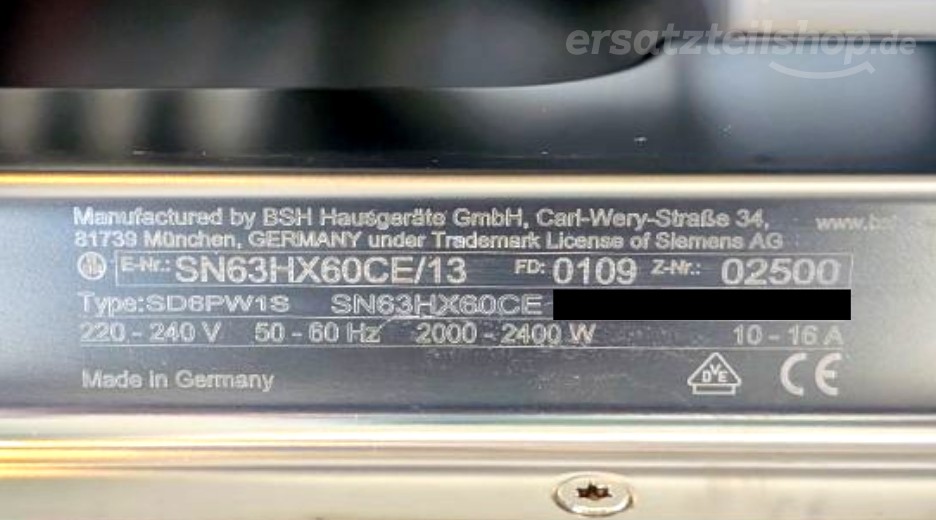 ersatzteilshop.de
Manufactured by BSH Hausgeräte GmbH, Carl-Wery-Straße 34, www.
81739 München, GERMANY under Trademark License of Siemens AG
E-Nr.: SN63HX60CE/13 FD: 0109 Z-Nr.: 02500
Type:SD6PW1S SN63HX60CE
220 - 240 V 50 - 60 Hz 2000 - 2400 W 10 - 16 A
Made in Germany DVE CE